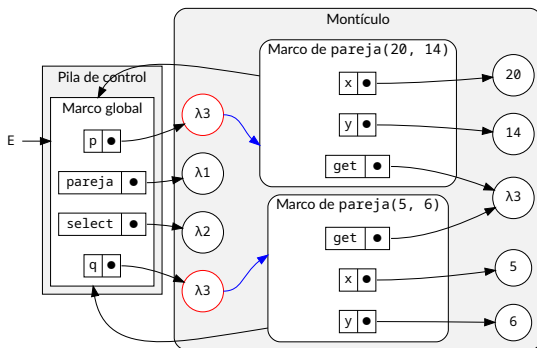 Montículo
Pila de control
Marco global
E
p
pareja
select
q
λ3
λ1
λ2
λ3
Marco de pareja(20, 14)
x
y
get
Marco de pareja(5, 6)
get
x
y
20
14
λ3
5
6